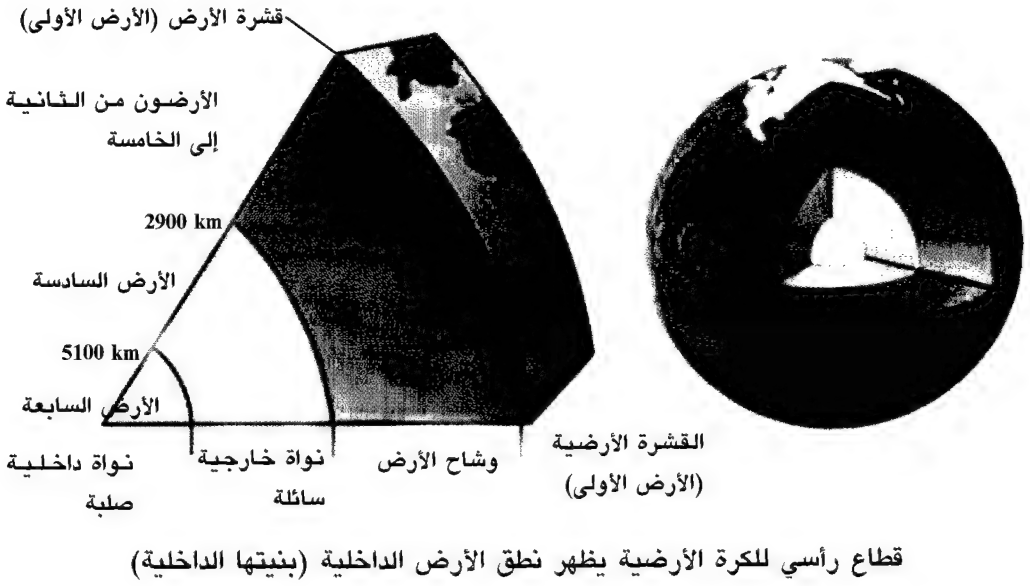 قشرة الأرض (الأرض الأولى)
الأرضون من الثانية
إلى الخامسة
2900 km
الأرض السادسة
5100 km
الأرض السابعة
القشرة الأرضية
(الأرض الأولى)
وشاح الأرض
نواة خارجية
سائلة
نواة داخلية
صلبة
قطاع رأسي للكرة الأرضية يظهر نطق الأرض الداخلية (بنيتها الداخلية)